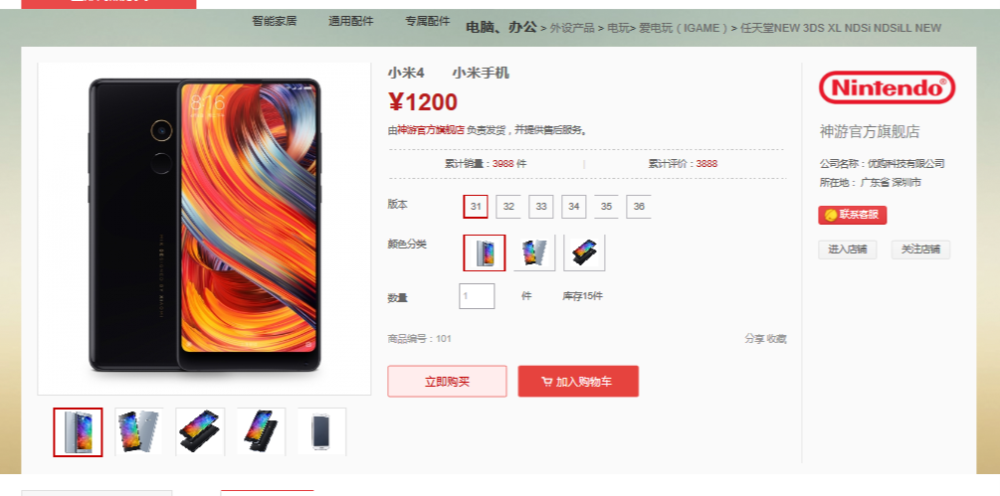 智能家居 通用配件 专属配件 电脑、办公 > 外设产品 > 电玩> 爱电玩（IGAME）> 任天堂NEW 3DS XL NDSi NDSiLL NEW
8:16
小米4 小米手机
¥1200
由神游官方旗舰店 负责发货，并提供售后服务。
累计销量：3988 件 | 累计评价：3888
版本 31 32 33 34 35 36
颜色分类
数量 1 件 库存15件
商品编号：101 分享 收藏
立即购买 加入购物车
Nintendo®
神游官方旗舰店
公司名称：优购科技有限公司
所在地： 广东省 深圳市
联系客服
进入店铺 关注店铺